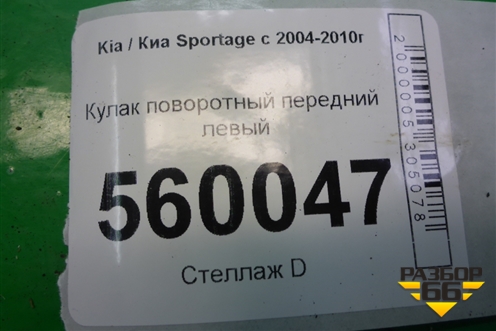 Kia / Киа Sportage с 2004-2010г
Кулак поворотный передний
левый
560047
Стеллаж D
2000005305078
РАЗБОР
66